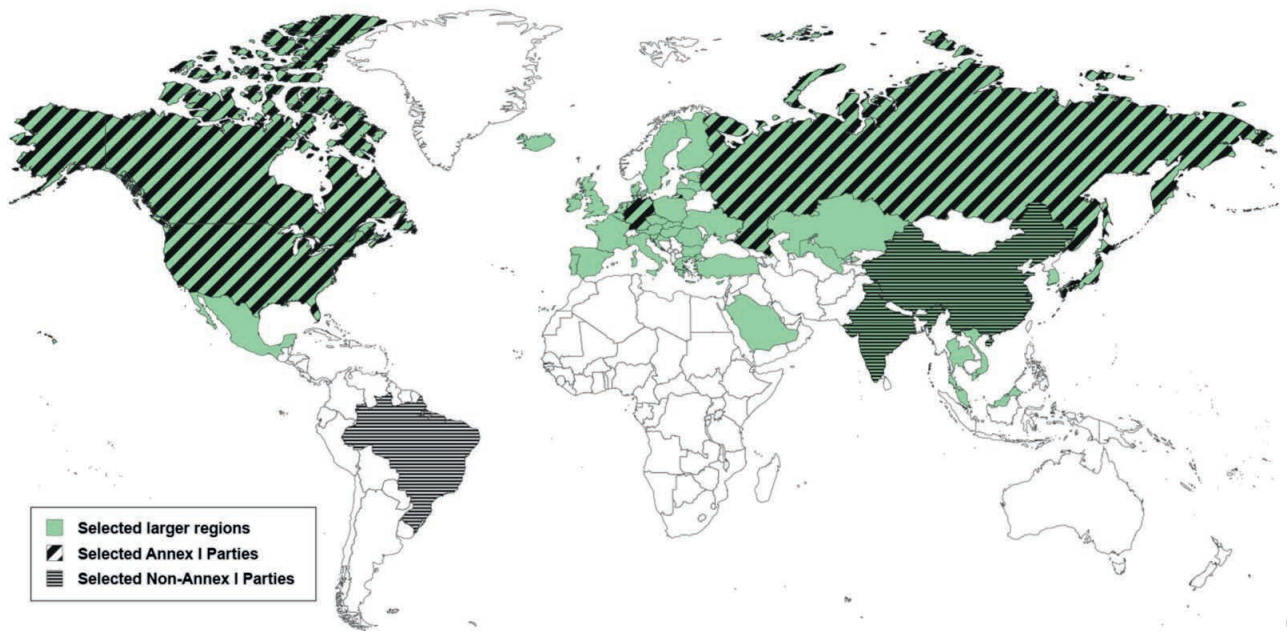 Selected larger regions
Selected Annex I Parties
Selected Non-Annex I Parties